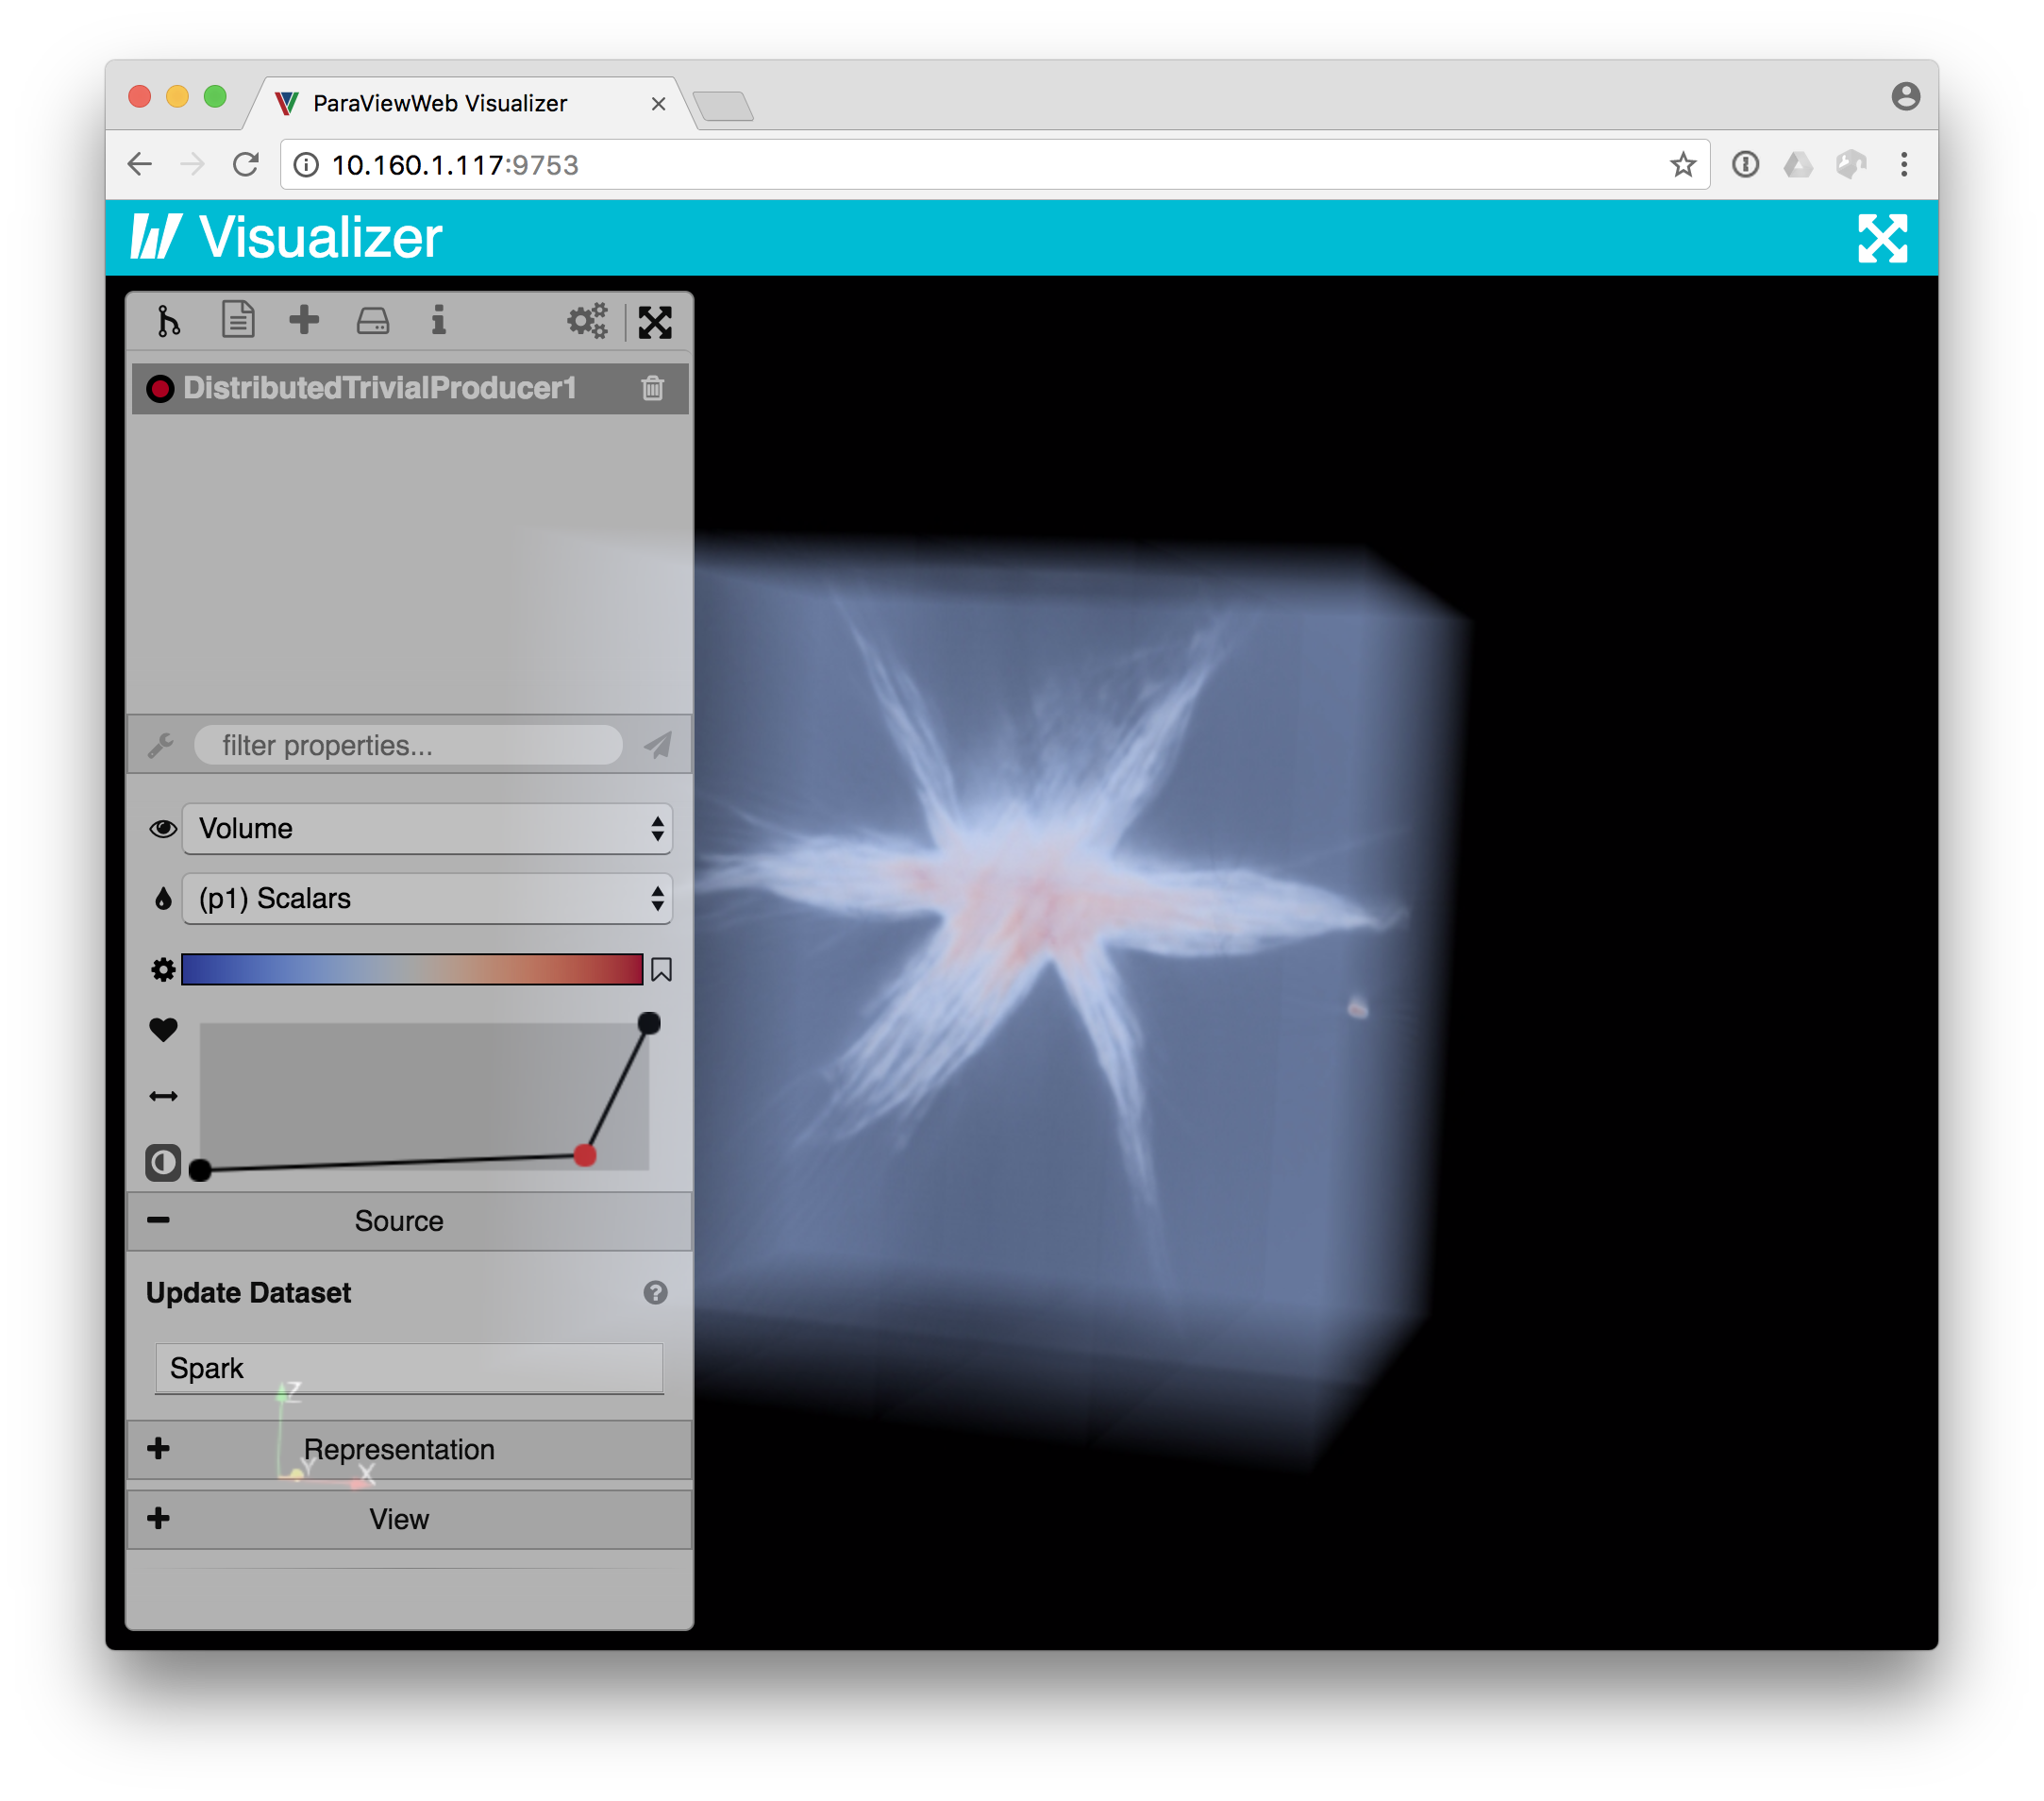 ParaViewWeb Visualizer
10.160.1.117:9753
Visualizer
DistributedTrivialProducer1
filter properties...
Volume
(p1) Scalars
Source
Update Dataset
Spark
Z
Representation
Y
X
View